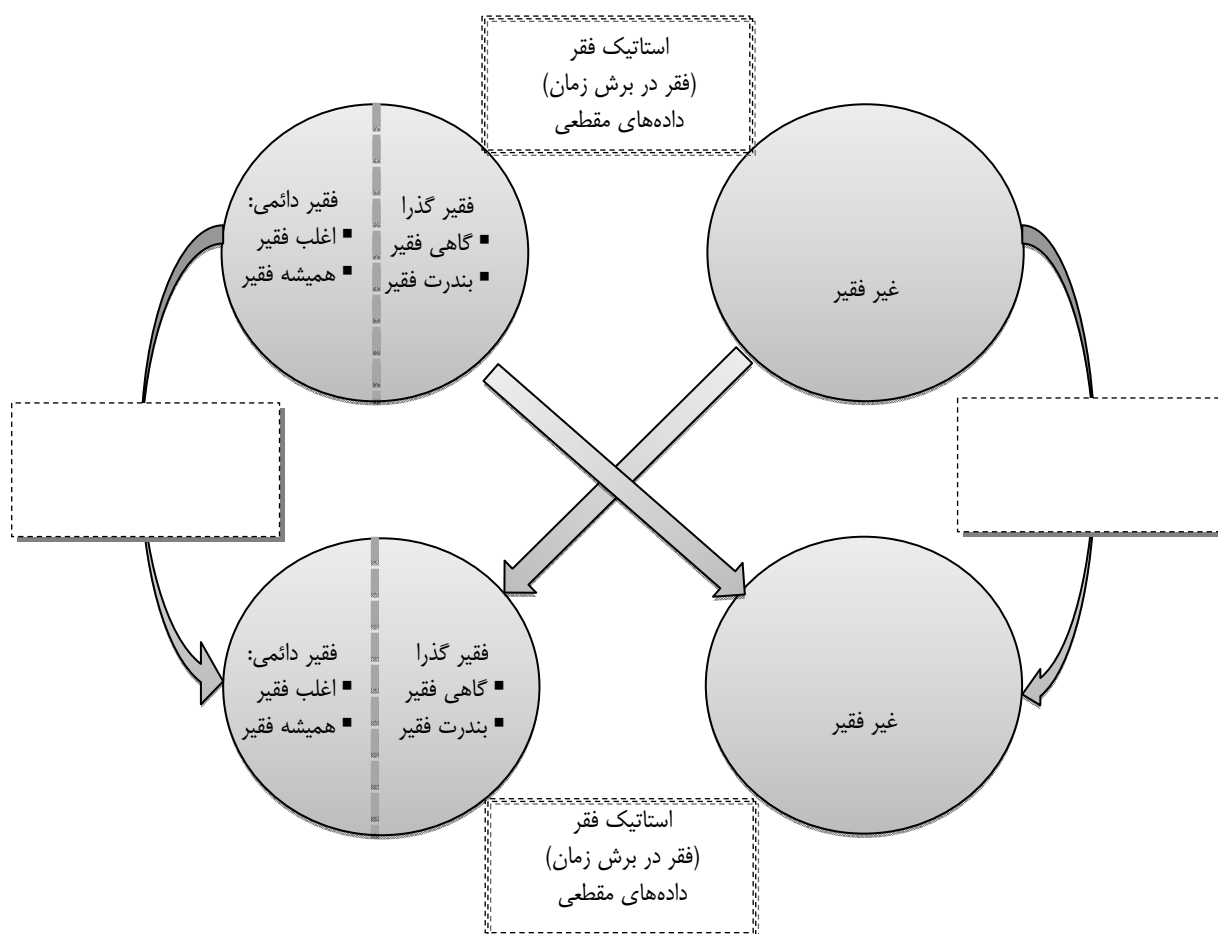 استاتیک فقر
(فقر در برش زمان)
داده‌های مقطعی
غیر فقیر
فقیر گذرا
▪ گاهی فقیر
▪ بندرت فقیر
فقیر دائمی:
▪ اغلب فقیر
▪ همیشه فقیر
غیر فقیر
فقیر گذرا
▪ گاهی فقیر
▪ بندرت فقیر
فقیر دائمی:
▪ اغلب فقیر
▪ همیشه فقیر
استاتیک فقر
(فقر در برش زمان)
داده‌های مقطعی